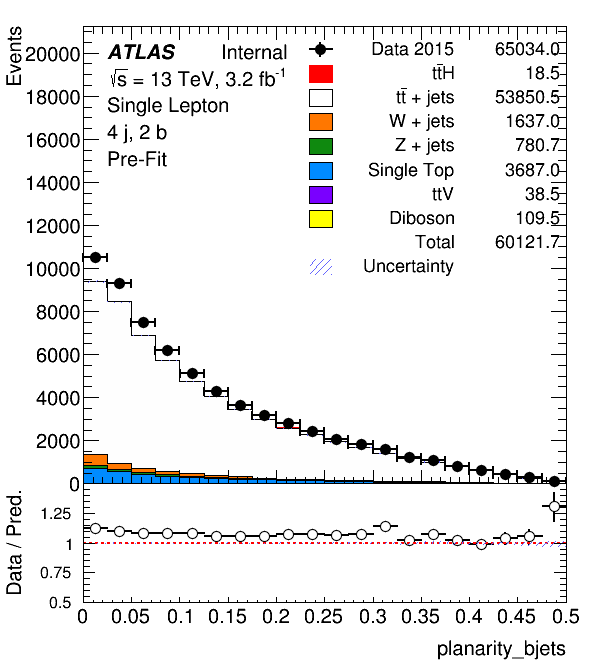 Events
20000
18000
16000
14000
12000
10000
8000
6000
4000
2000
0
ATLAS Internal
√s = 13 TeV, 3.2 fb⁻¹
Single Lepton
4 j, 2 b
Pre-Fit
Data 2015 65034.0
tt̄H 18.5
tt̄ + jets 53850.5
W + jets 1637.0
Z + jets 780.7
Single Top 3687.0
ttV 38.5
Diboson 109.5
Total 60121.7
Uncertainty
Data / Pred.
1.25
1
0.75
0.5
0 0.05 0.1 0.15 0.2 0.25 0.3 0.35 0.4 0.45 0.5
planarity_bjets